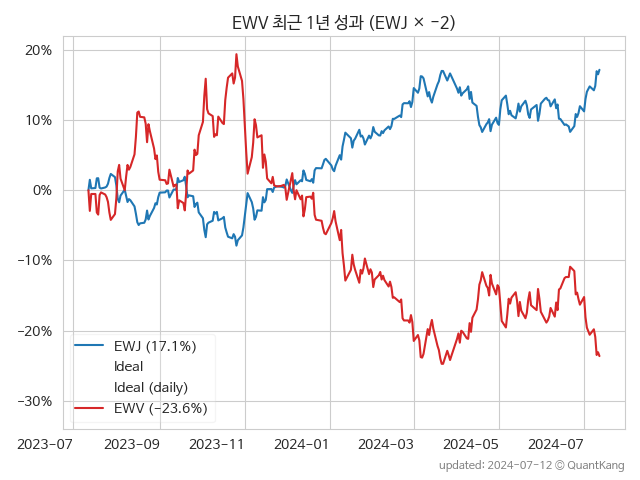 EWV 최근 1년 성과 (EWJ × −2)
20%
10%
0%
−10%
−20%
−30%
EWJ (17.1%)
Ideal
Ideal (daily)
EWV (−23.6%)
2023-07
2023-09
2023-11
2024-01
2024-03
2024-05
2024-07
updated: 2024-07-12 © QuantKang